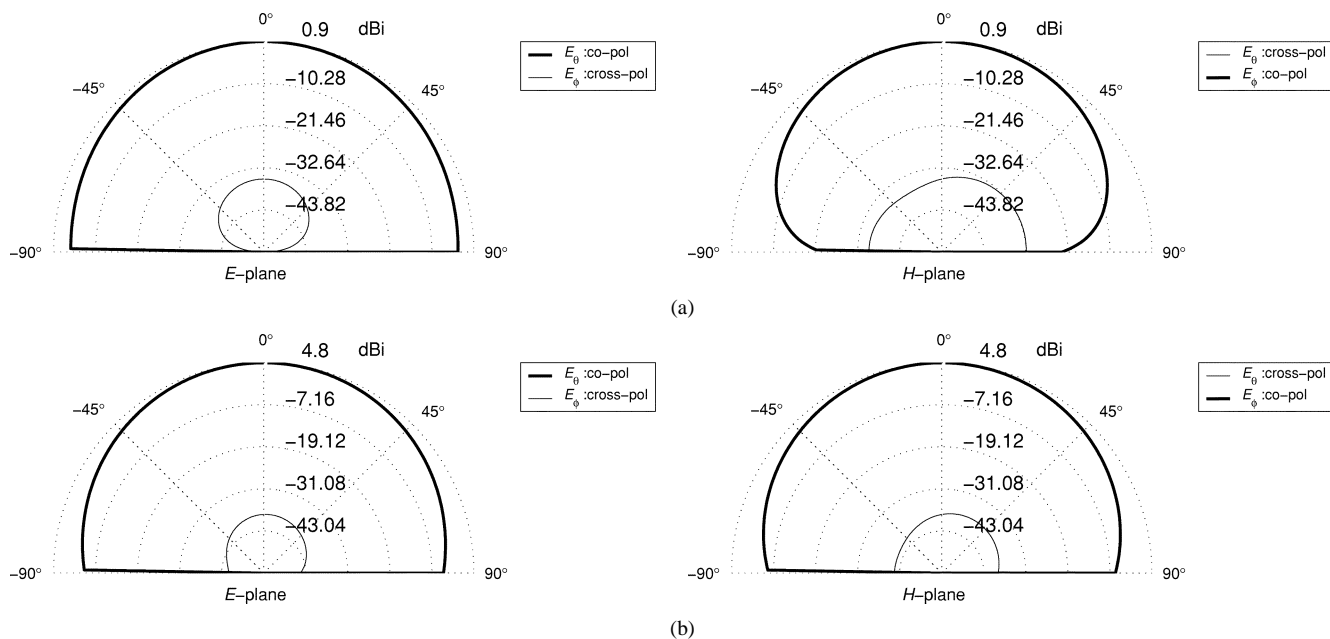 0° 0.9 dBi
E_θ :co-pol
E_ϕ :cross-pol
−45° −10.28 45°
−21.46
−32.64
−43.82
−90° 90°
E−plane
0° 0.9 dBi
E_θ :cross-pol
E_ϕ :co-pol
−45° −10.28 45°
−21.46
−32.64
−43.82
−90° 90°
H−plane
(a)
0° 4.8 dBi
E_θ :co-pol
E_ϕ :cross-pol
−45° −7.16 45°
−19.12
−31.08
−43.04
−90° 90°
E−plane
0° 4.8 dBi
E_θ :cross-pol
E_ϕ :co-pol
−45° −7.16 45°
−19.12
−31.08
−43.04
−90° 90°
H−plane
(b)